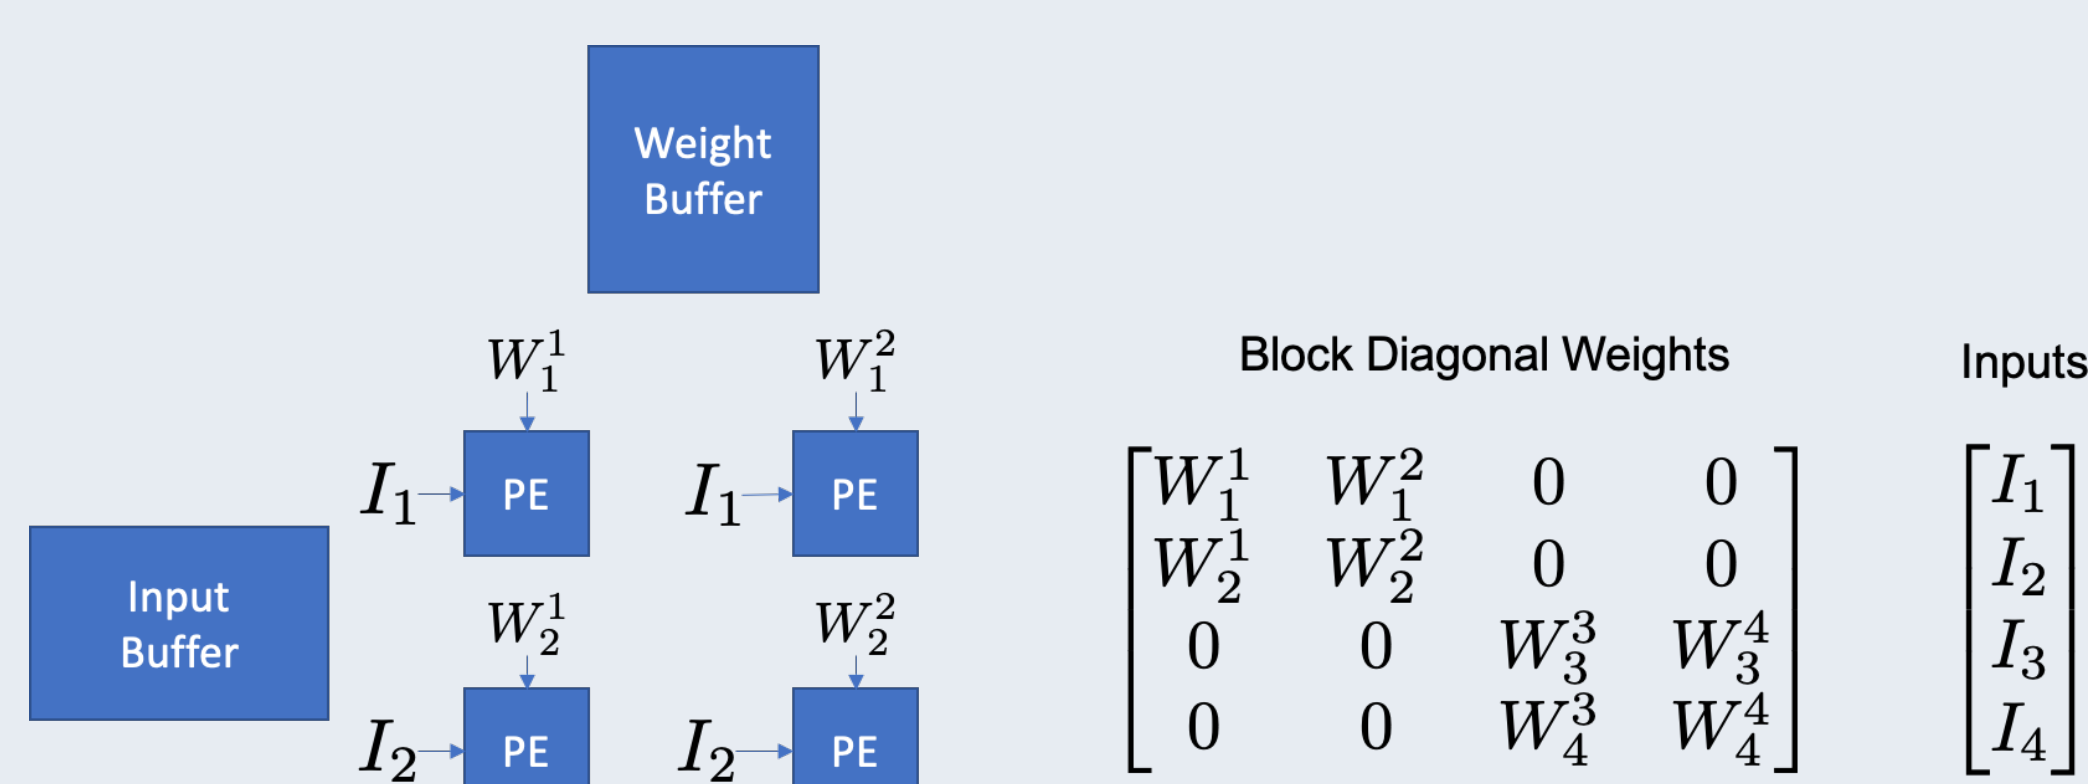 Weight
Buffer
W_1^1 W_1^2
I_1 PE I_1 PE
Input
Buffer
W_2^1 W_2^2
I_2 PE I_2 PE
Block Diagonal Weights
W_1^1 W_1^2 0 0
W_2^1 W_2^2 0 0
0 0 W_3^3 W_3^4
0 0 W_4^3 W_4^4
Inputs
I_1
I_2
I_3
I_4